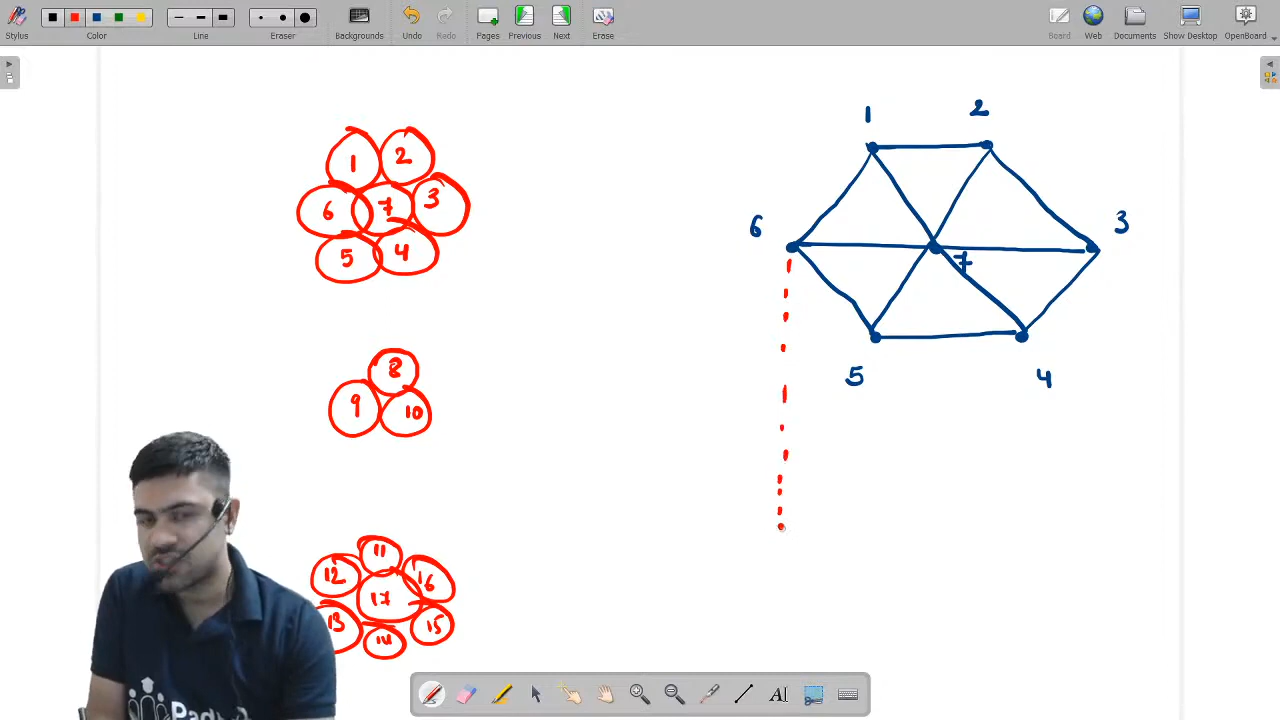 Stylus
Color
Line
Eraser
Backgrounds
Undo
Redo
Pages
Previous
Next
Erase
Board
Web
Documents
Show Desktop
OpenBoard
1 2
6 7 3
5 4
8
9 10
11
12 16
17
13 15
14
1 2
6 3
7
5 4